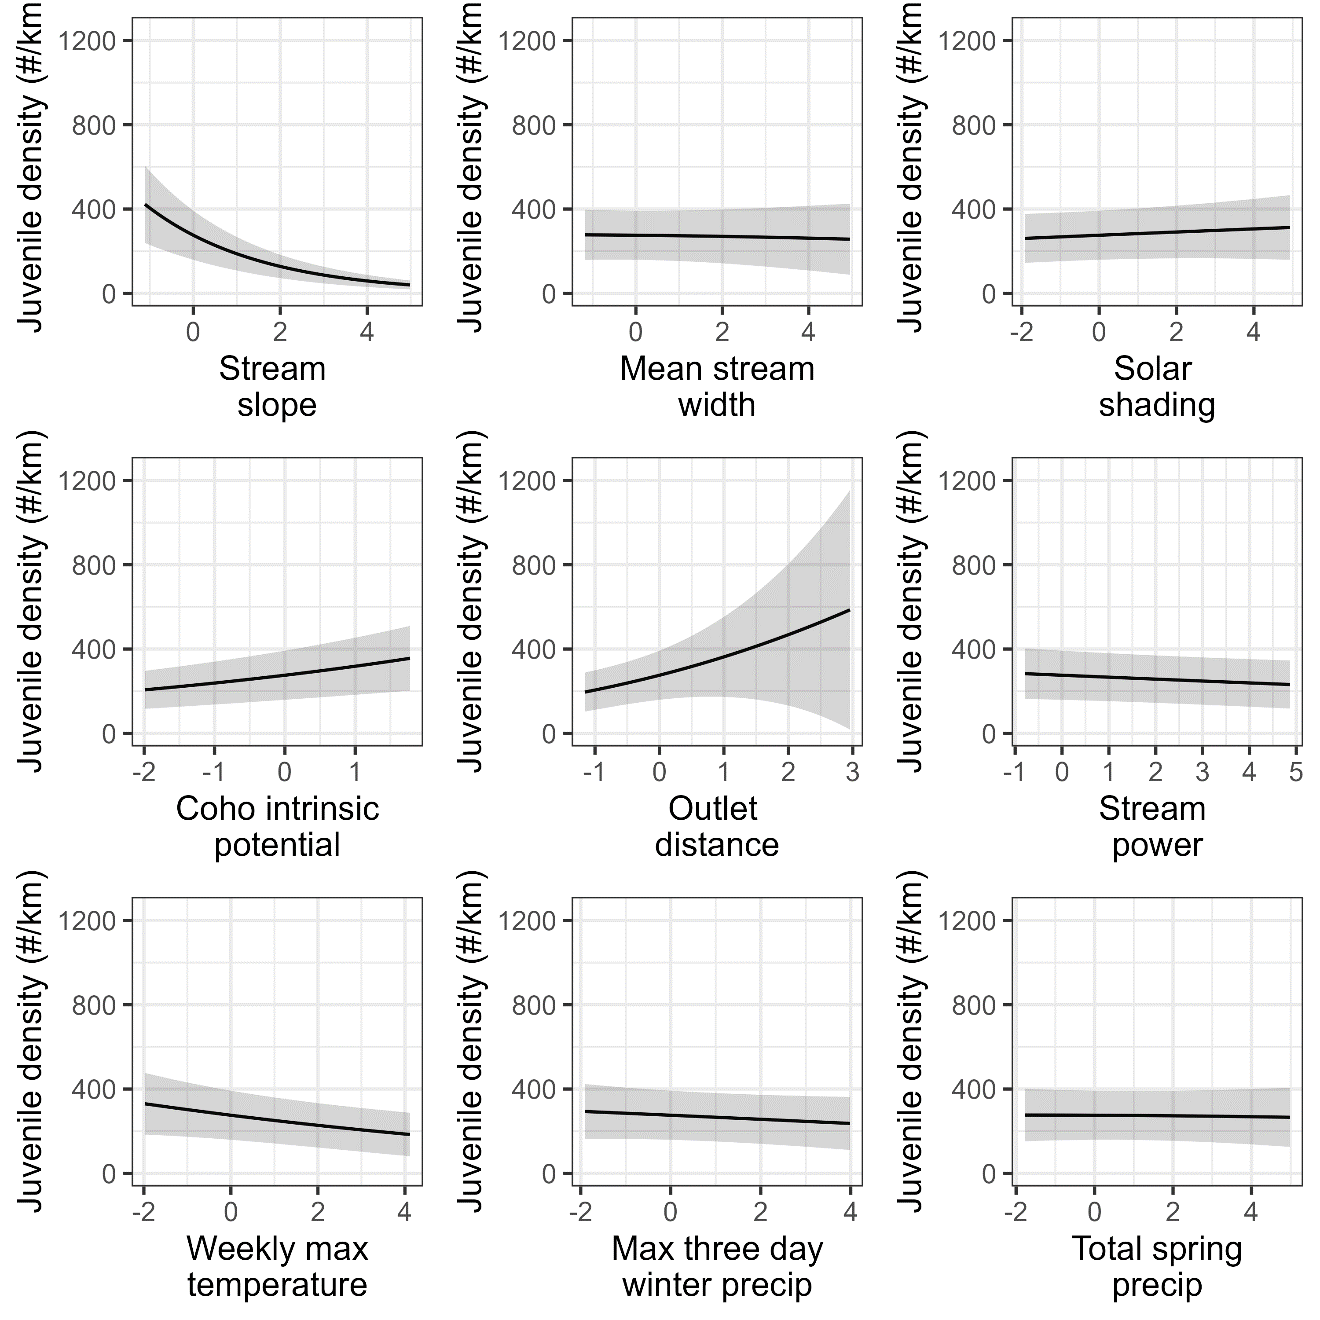 Juvenile density (#/km
1200
800
400
0
0 2 4
Stream
slope
Juvenile density (#/km
1200
800
400
0
0 2 4
Mean stream
width
Juvenile density (#/km
1200
800
400
0
-2 0 2 4
Solar
shading
Juvenile density (#/km)
1200
800
400
0
-2 -1 0 1
Coho intrinsic
potential
Juvenile density (#/km)
1200
800
400
0
-1 0 1 2 3
Outlet
distance
Juvenile density (#/km)
1200
800
400
0
-1 0 1 2 3 4 5
Stream
power
Juvenile density (#/km)
1200
800
400
0
-2 0 2 4
Weekly max
temperature
Juvenile density (#/km)
1200
800
400
0
-2 0 2 4
Max three day
winter precip
Juvenile density (#/km)
1200
800
400
0
-2 0 2 4
Total spring
precip